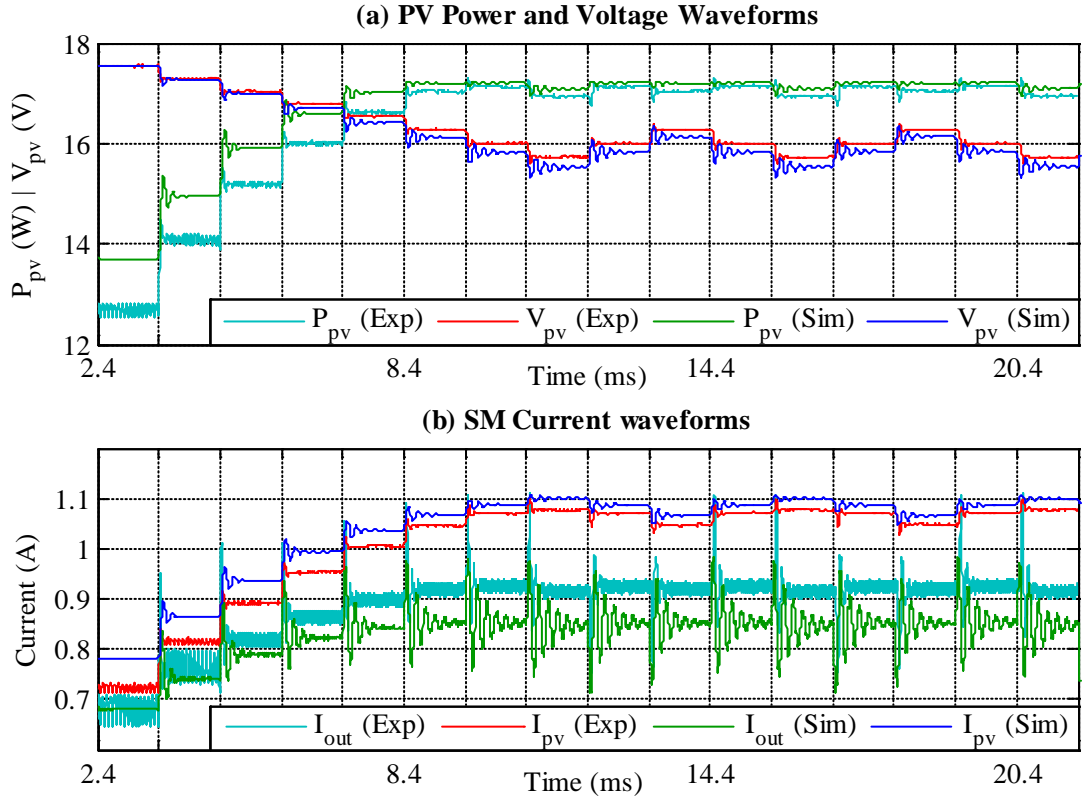 (a) PV Power and Voltage Waveforms
P_pv (W) | V_pv (V)
18
16
14
12
P_pv (Exp) V_pv (Exp) P_pv (Sim) V_pv (Sim)
2.4 8.4 14.4 20.4
Time (ms)
(b) SM Current waveforms
Current (A)
1.1
1
0.9
0.8
0.7
I_out (Exp) I_pv (Exp) I_out (Sim) I_pv (Sim)
2.4 8.4 14.4 20.4
Time (ms)